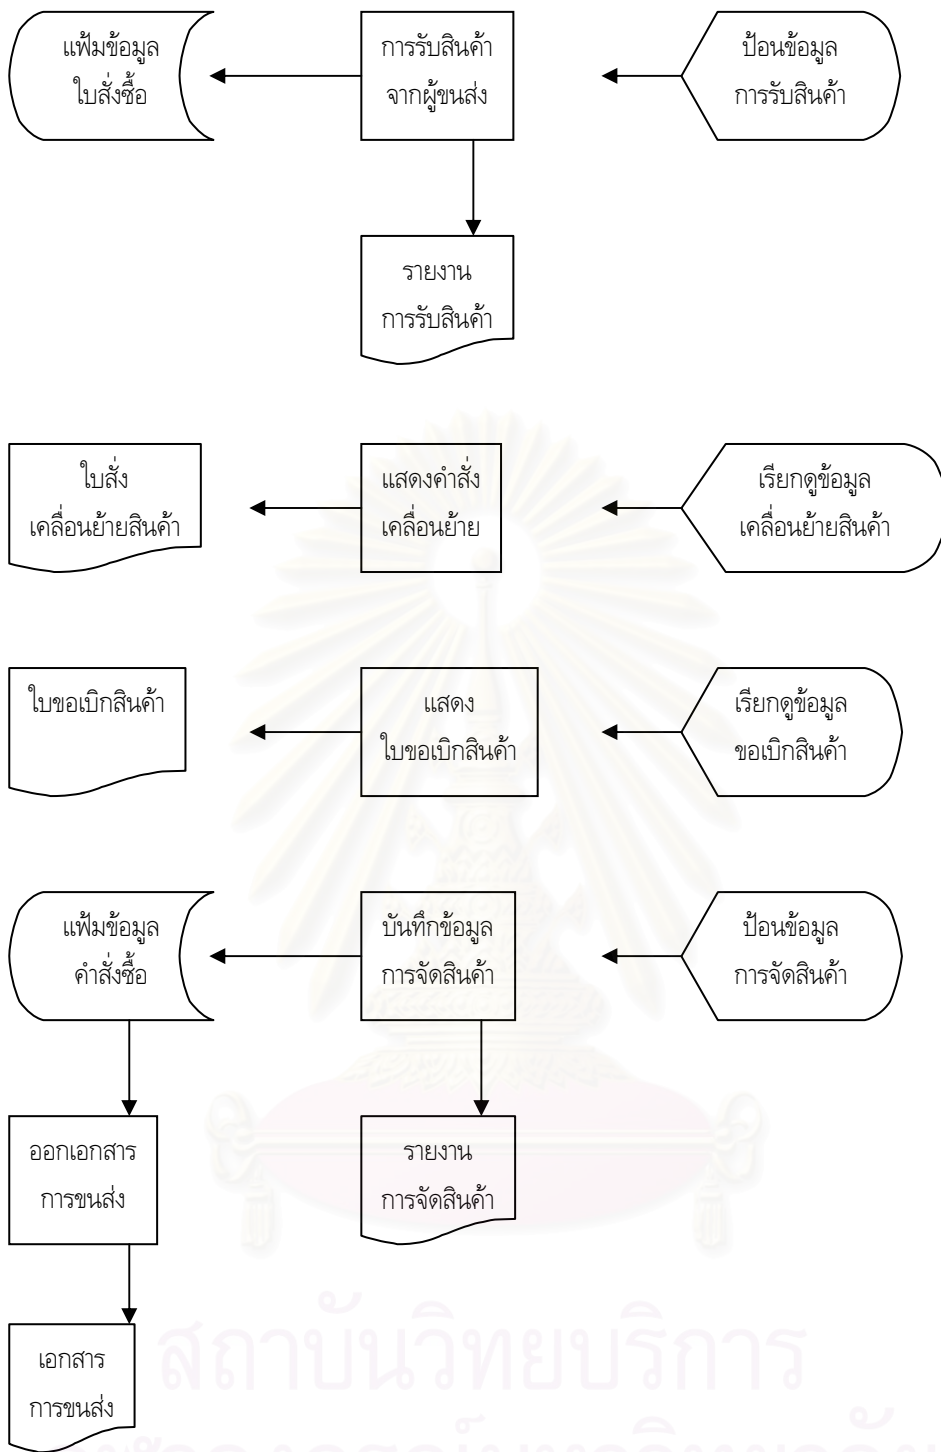 แฟ้มข้อมูล
ใบสั่งซื้อ
การรับสินค้า
จากผู้ขนส่ง
ป้อนข้อมูล
การรับสินค้า
รายงาน
การรับสินค้า
ใบสั่ง
เคลื่อนย้ายสินค้า
แสดงคำสั่ง
เคลื่อนย้าย
เรียกดูข้อมูล
เคลื่อนย้ายสินค้า
ใบขอเบิกสินค้า
แสดง
ใบขอเบิกสินค้า
เรียกดูข้อมูล
ขอเบิกสินค้า
แฟ้มข้อมูล
คำสั่งซื้อ
บันทึกข้อมูล
การจัดสินค้า
ป้อนข้อมูล
การจัดสินค้า
ออกเอกสาร
การขนส่ง
รายงาน
การจัดสินค้า
เอกสาร
การขนส่ง
สถาบันวิทยบริการ